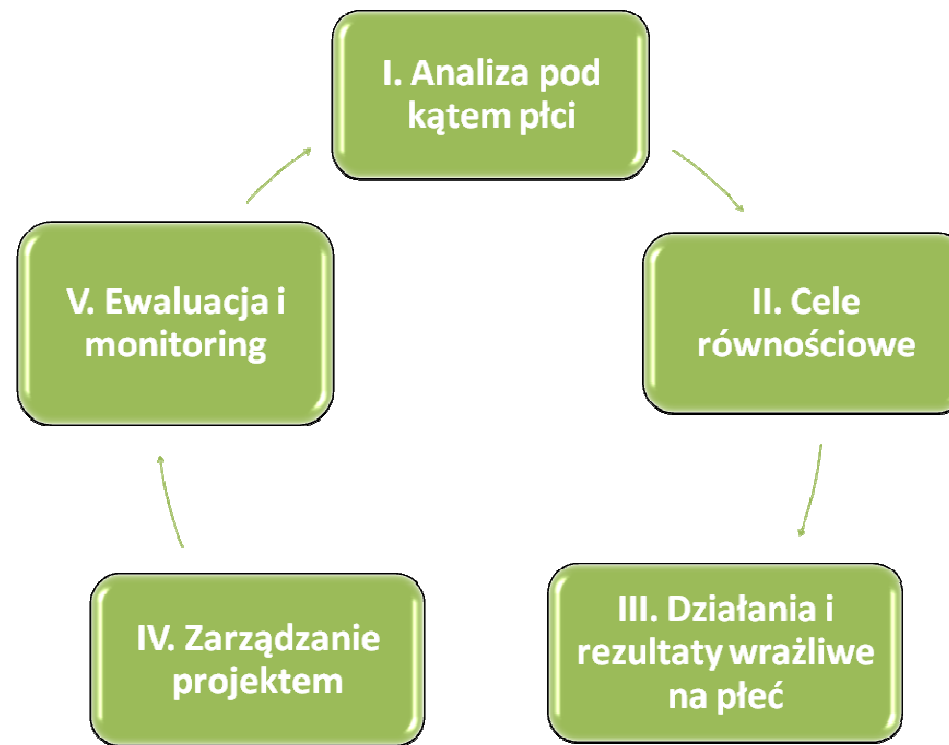 I. Analiza pod
kątem płci
II. Cele
równościowe
III. Działania i
rezultaty wrażliwe
na płeć
IV. Zarządzanie
projektem
V. Ewaluacja i
monitoring